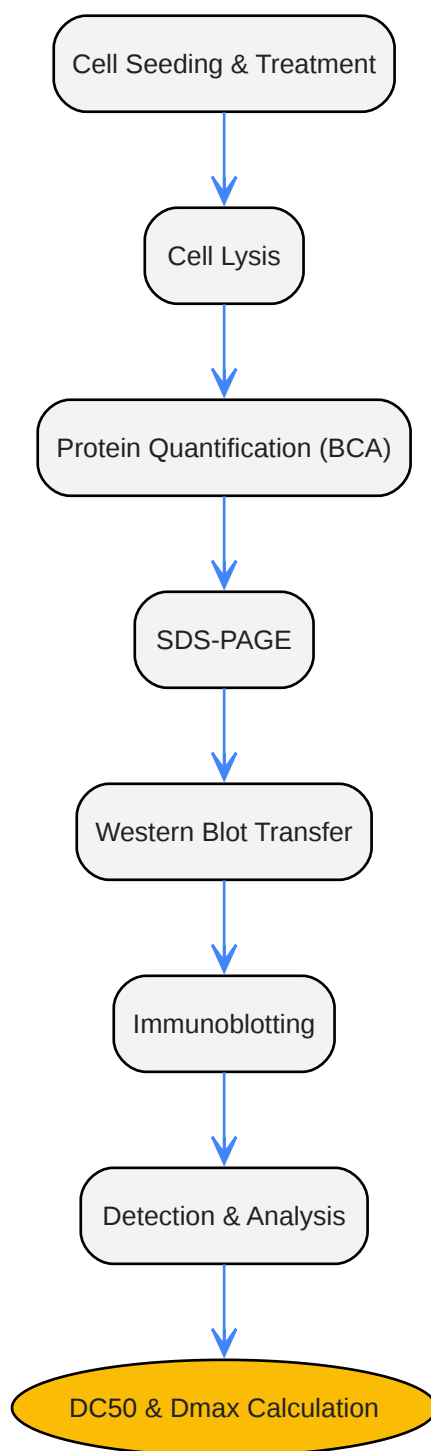 Cell Seeding & Treatment
Cell Lysis
Protein Quantification (BCA)
SDS-PAGE
Western Blot Transfer
Immunoblotting
Detection & Analysis
DC50 & Dmax Calculation